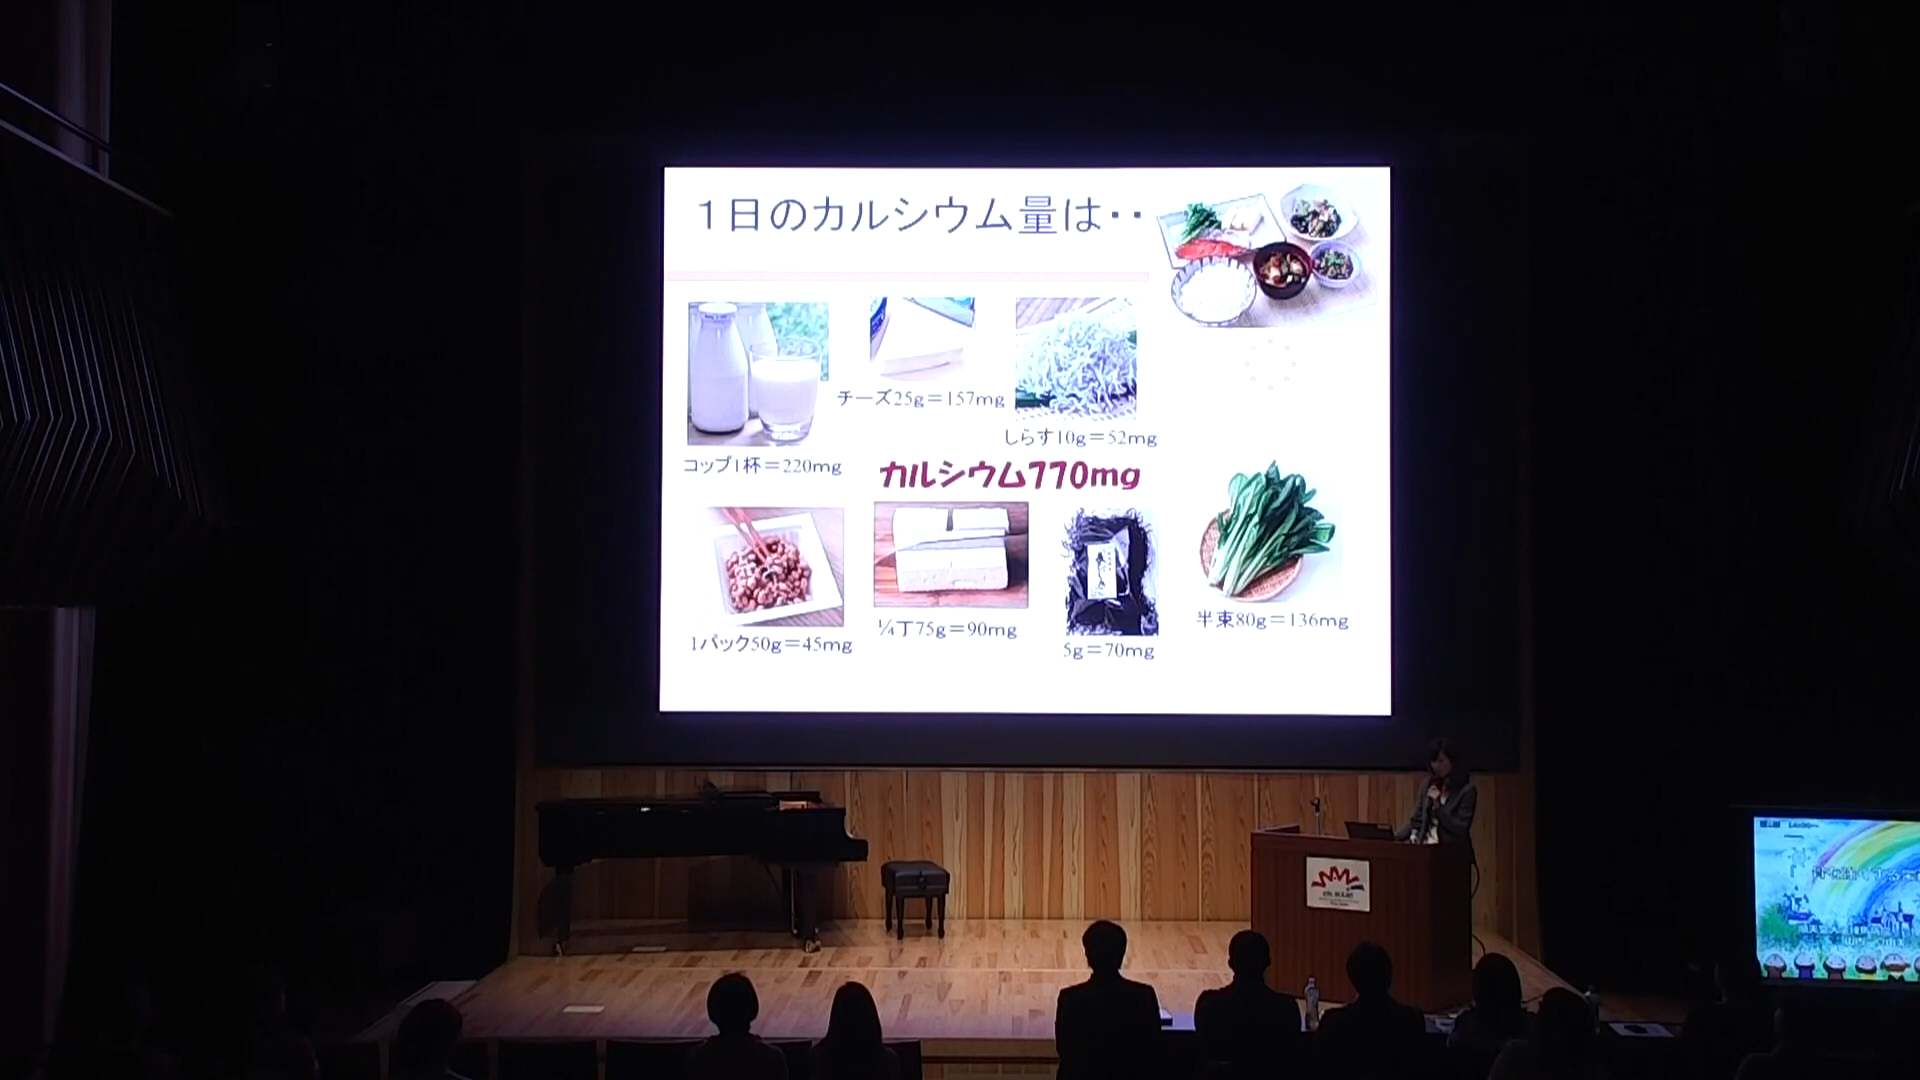 1日のカルシウム量は・・
チーズ25g＝157mg
しらす10g＝52mg
コップ1杯＝220mg
カルシウム770mg
1パック50g＝45mg
¼丁75g＝90mg
5g＝70mg
半束80g＝136mg